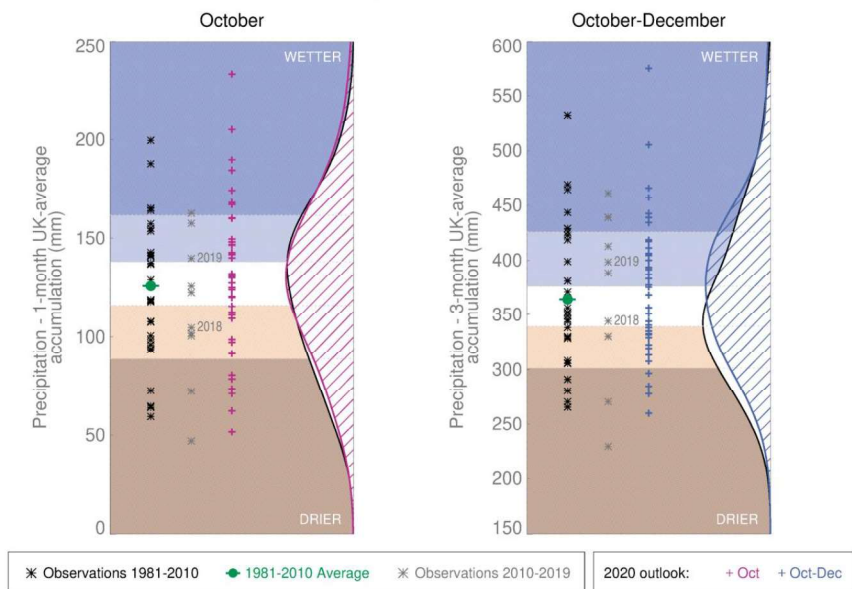 October
October-December
Precipitation - 1-month UK-average
accumulation (mm)
250
200
150
100
50
0
WETTER
2019
2018
DRIER
Precipitation - 3-month UK-average
accumulation (mm)
600
550
500
450
400
350
300
250
200
150
WETTER
2019
2018
DRIER
Observations 1981-2010
1981-2010 Average
Observations 2010-2019
2020 outlook:
+ Oct
+ Oct-Dec